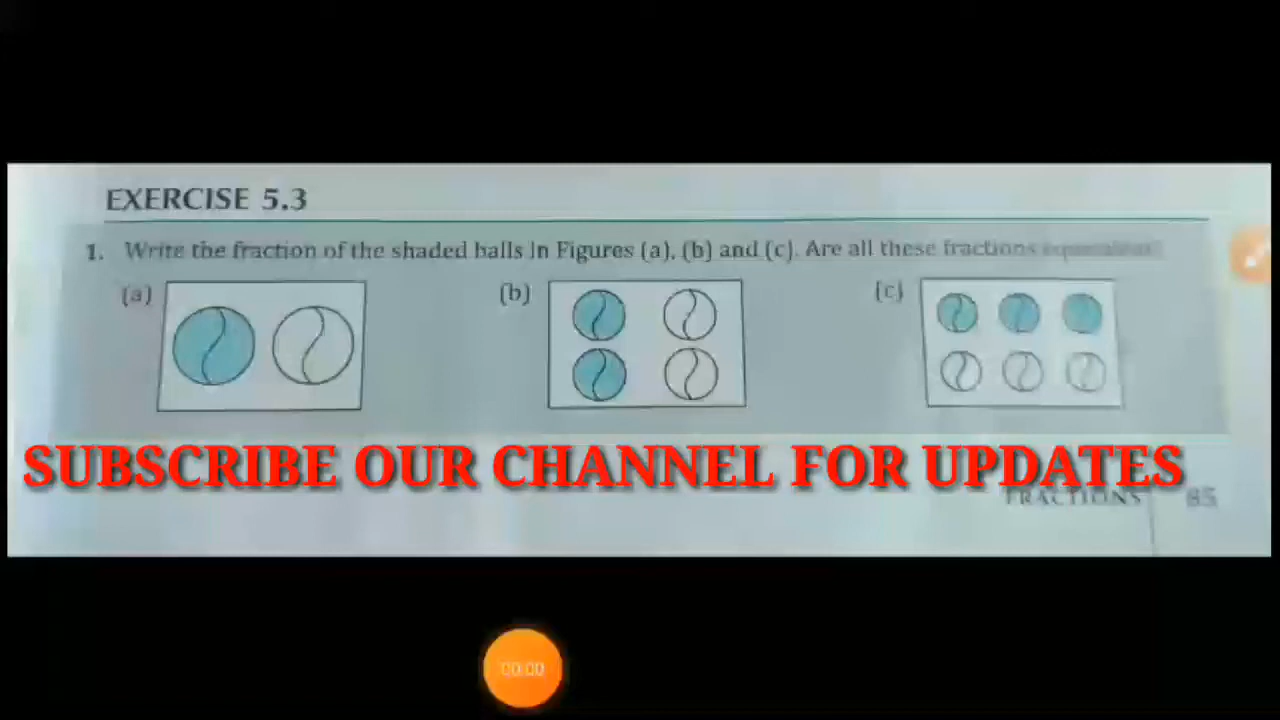 EXERCISE 5.3
1. Write the fraction of the shaded balls in Figures (a), (b) and (c). Are all these fractions
(a) (b) (c)
SUBSCRIBE OUR CHANNEL FOR UPDATES
FRACTIONS 85
00:00